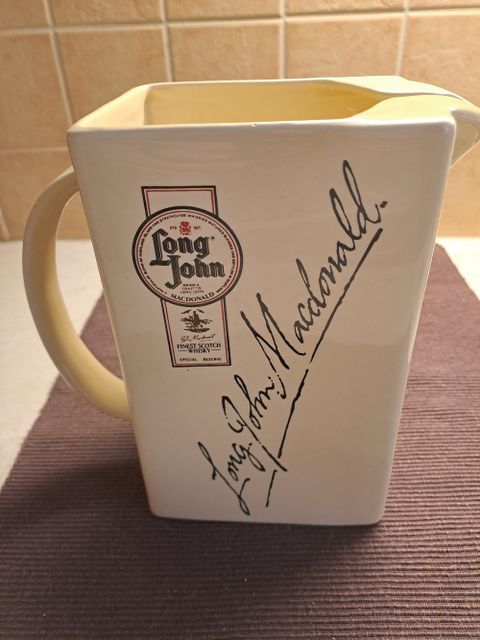 Long
John
MACDONALD
FINEST SCOTCH
WHISKY
SPECIAL RESERVE
Long John Macdonald.